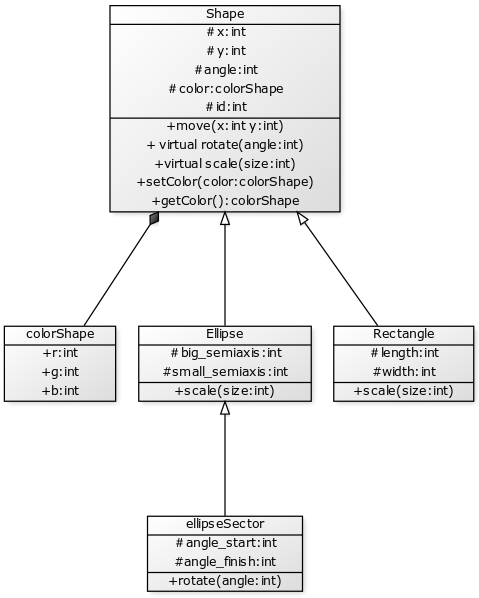 Shape
# x:int
# y:int
# angle:int
# color:colorShape
# id:int
+move(x:int y:int)
+ virtual rotate(angle:int)
+virtual scale(size:int)
+setColor(color:colorShape)
+getColor():colorShape
colorShape
+r:int
+g:int
+b:int
Ellipse
# big_semiaxis:int
#small_semiaxis:int
+scale(size:int)
Rectangle
# length:int
#width:int
+scale(size:int)
ellipseSector
# angle_start:int
#angle_finish:int
+rotate(angle:int)